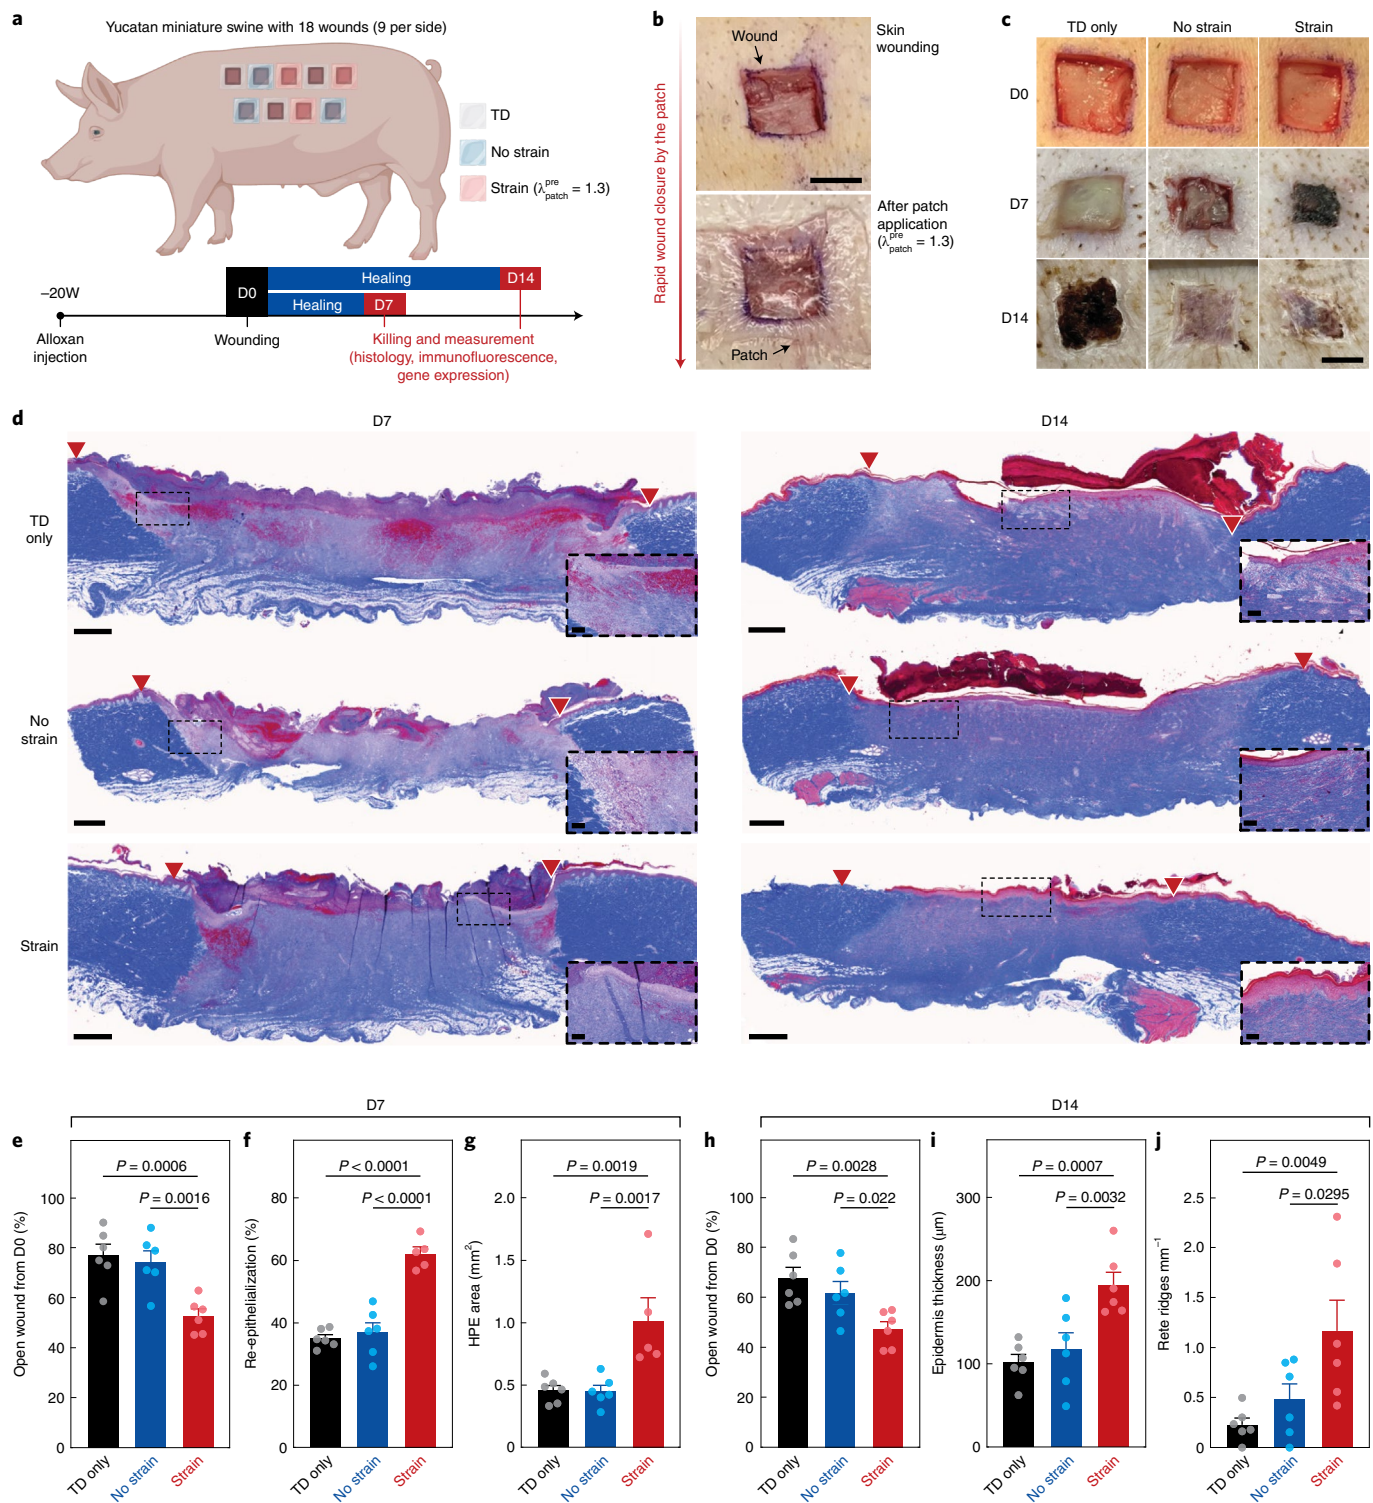 a
Yucatan miniature swine with 18 wounds (9 per side)
TD
No strain
Strain (λ pre patch = 1.3)
–20W
D0
Healing
D14
Healing
D7
Alloxan
injection
Wounding
Killing and measurement
(histology, immunofluorescence,
gene expression)
b
Rapid wound closure by the patch
Wound
Skin
wounding
After patch
application
(λ pre patch = 1.3)
Patch
c
TD only
No strain
Strain
D0
D7
D14
d
D7
D14
TD
only
No
strain
Strain
D7
D14
e
Open wound from D0 (%)
P = 0.0006
P = 0.0016
100
80
60
40
20
0
TD only
No strain
Strain
f
Re-epithelialization (%)
P < 0.0001
P < 0.0001
80
60
40
20
0
TD only
No strain
Strain
g
HPE area (mm²)
P = 0.0019
P = 0.0017
2.0
1.5
1.0
0.5
0
TD only
No strain
Strain
h
Open wound from D0 (%)
P = 0.0028
P = 0.022
100
80
60
40
20
0
TD only
No strain
Strain
i
Epidermis thickness (μm)
P = 0.0007
P = 0.0032
300
200
100
0
TD only
No strain
Strain
j
Rete ridges mm⁻¹
P = 0.0049
P = 0.0295
2.5
2.0
1.5
1.0
0.5
0
TD only
No strain
Strain